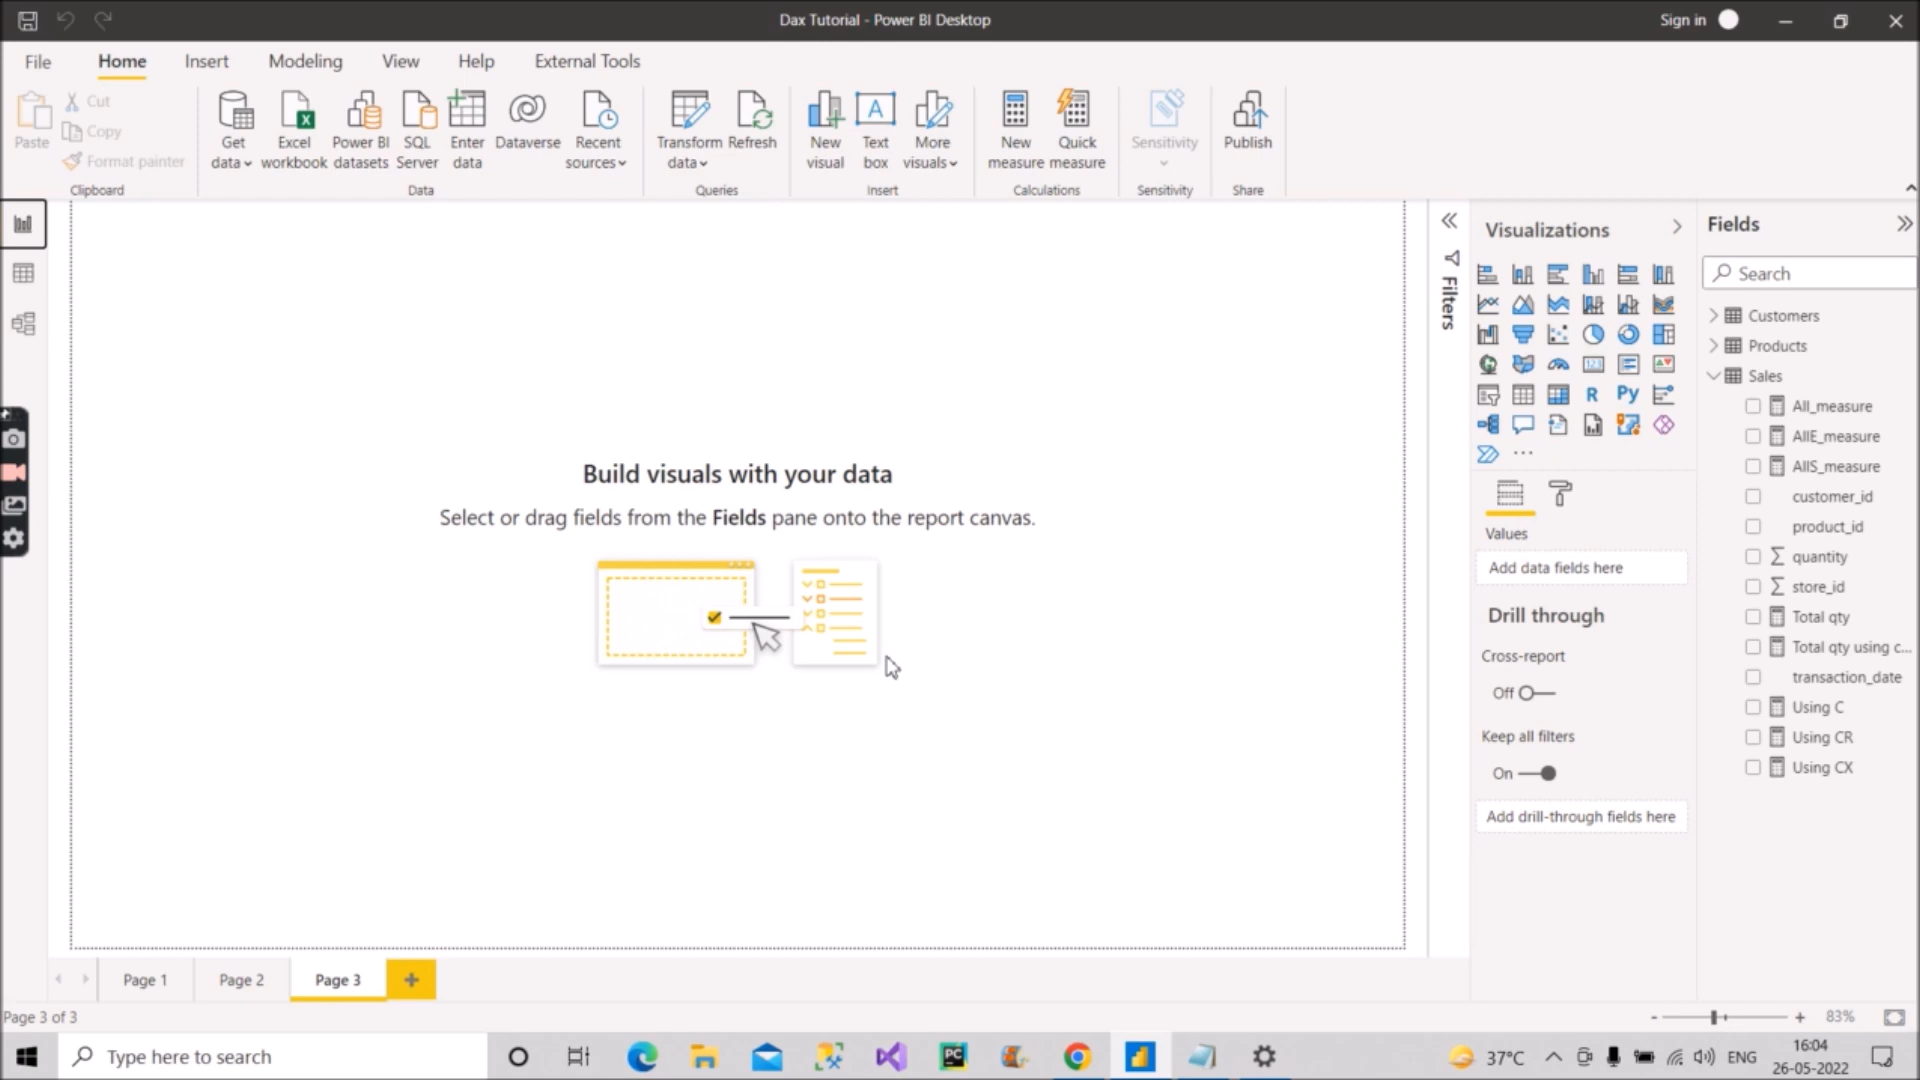 Dax Tutorial - Power BI Desktop
Sign in
File
Home
Insert
Modeling
View
Help
External Tools
Paste
Cut
Copy
Format painter
Clipboard
Get
data
Excel
workbook
Power BI
datasets
SQL
Server
Enter
data
Dataverse
Recent
sources
Data
Transform
data
Refresh
Queries
New
visual
A
Text
box
More
visuals
Insert
New
measure
Quick
measure
Calculations
Sensitivity
Sensitivity
Publish
Share
Build visuals with your data
Select or drag fields from the Fields pane onto the report canvas.
Filters
Visualizations
R
Py
Values
Add data fields here
Drill through
Cross-report
Off
Keep all filters
On
Add drill-through fields here
Fields
Search
Customers
Products
Sales
All_measure
AllE_measure
AllS_measure
customer_id
product_id
quantity
store_id
Total qty
Total qty using c...
transaction_date
Using C
Using CR
Using CX
Page 1
Page 2
Page 3
+
Page 3 of 3
- + 83%
Type here to search
PC
37°C
ENG
16:04
26-05-2022